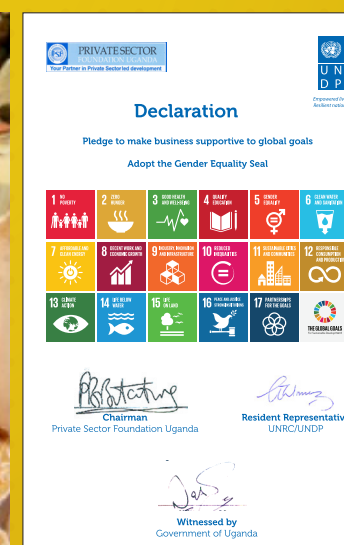 PSF
PRIVATE SECTOR
FOUNDATION UGANDA
Your Partner in Private Sector led development
U N
D P
Empowered
Resilient
Declaration
Pledge to make business supportive to global goals
Adopt the Gender Equality Seal
1 NO POVERTY
2 ZERO HUNGER
3 GOOD HEALTH AND WELL-BEING
4 QUALITY EDUCATION
5 GENDER EQUALITY
6 CLEAN WATER AND SANITATION
7 AFFORDABLE AND CLEAN ENERGY
8 DECENT WORK AND ECONOMIC GROWTH
9 INDUSTRY, INNOVATION AND INFRASTRUCTURE
10 REDUCED INEQUALITIES
11 SUSTAINABLE CITIES AND COMMUNITIES
12 RESPONSIBLE CONSUMPTION AND PRODUCTION
13 CLIMATE ACTION
14 LIFE BELOW WATER
15 LIFE ON LAND
16 PEACE AND JUSTICE STRONG INSTITUTIONS
17 PARTNERSHIPS FOR THE GOALS
THE GLOBAL GOALS
Chairman
Private Sector Foundation Uganda
Resident Representativ
UNRC/UNDP
Witnessed by
Government of Uganda